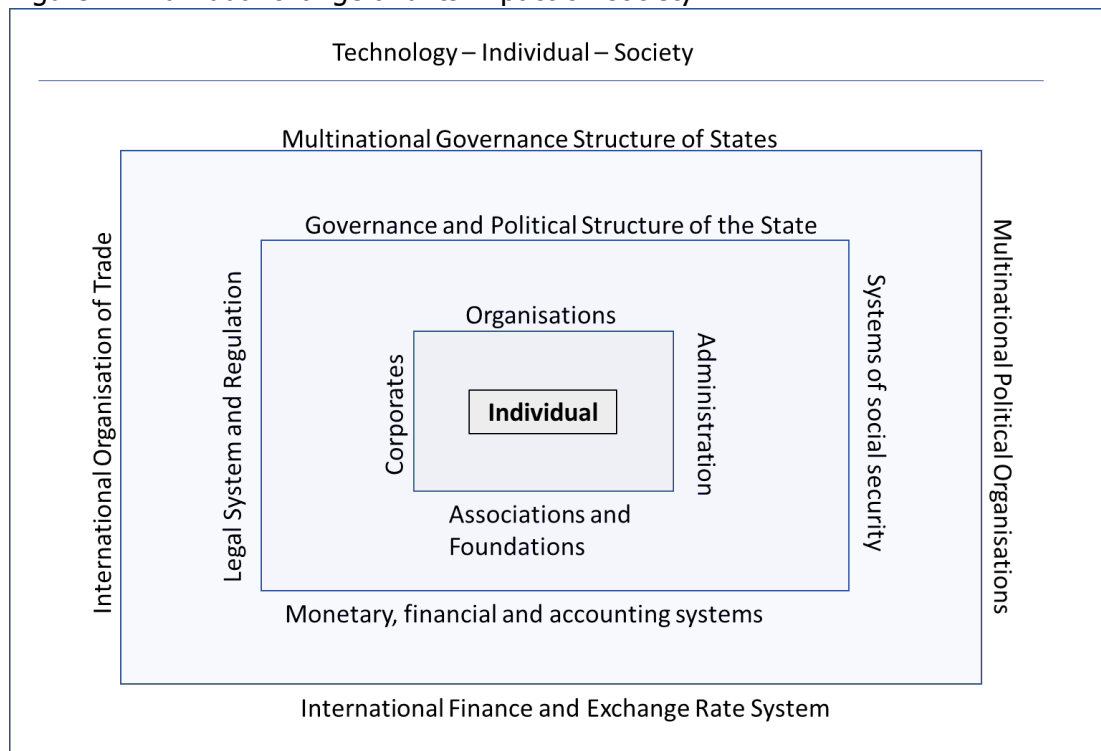 Technology – Individual – Society
Multinational Governance Structure of States
Governance and Political Structure of the State
Organisations
International Organisation of Trade
Legal System and Regulation
Corporates
Individual
Administration
Systems of social security
Multinational Political Organisations
Associations and
Foundations
Monetary, financial and accounting systems
International Finance and Exchange Rate System